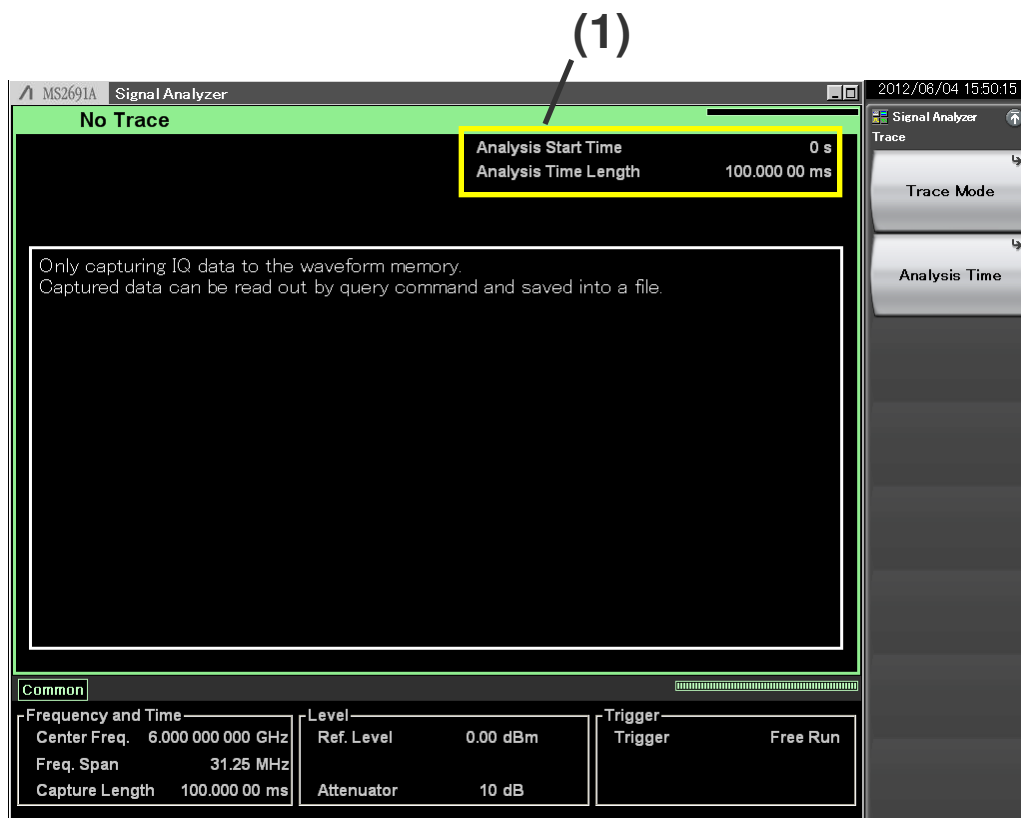 (1)
MS2691A Signal Analyzer
2012/06/04 15:50:15
No Trace
Signal Analyzer
Trace
Analysis Start Time 0 s
Analysis Time Length 100.000 00 ms
Trace Mode
Only capturing IQ data to the waveform memory.
Captured data can be read out by query command and saved into a file.
Analysis Time
Common
Frequency and Time
Center Freq. 6.000 000 000 GHz
Freq. Span 31.25 MHz
Capture Length 100.000 00 ms
Level
Ref. Level 0.00 dBm
Attenuator 10 dB
Trigger
Trigger Free Run